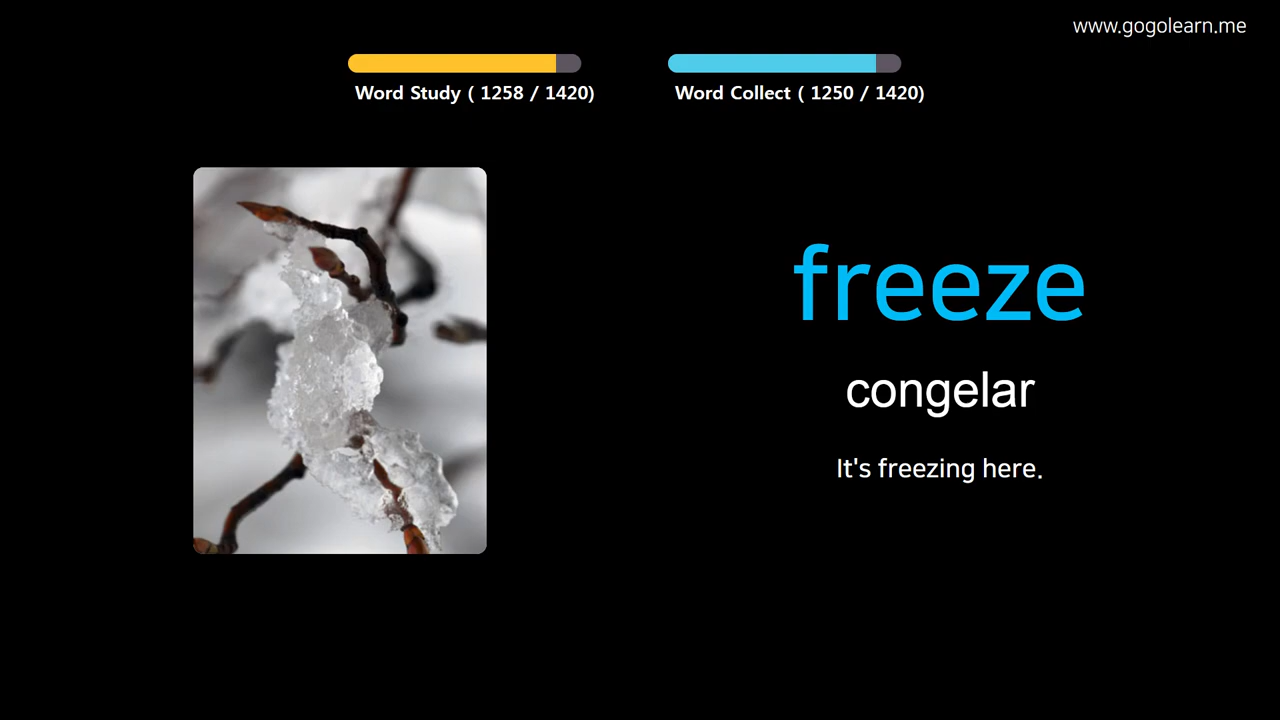 www.gogolearn.me
Word Study ( 1258 / 1420)
Word Collect ( 1250 / 1420)
freeze
congelar
It's freezing here.